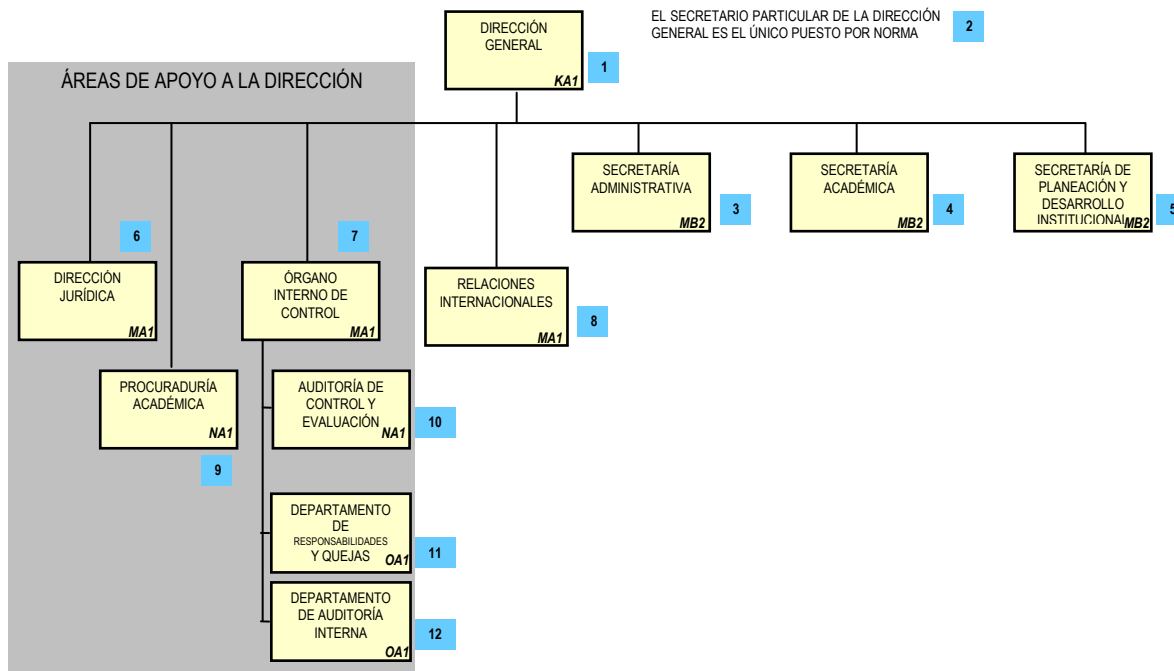 DIRECCIÓN
GENERAL
KA1
1
EL SECRETARIO PARTICULAR DE LA DIRECCIÓN
GENERAL ES EL ÚNICO PUESTO POR NORMA
2
ÁREAS DE APOYO A LA DIRECCIÓN
SECRETARÍA
ADMINISTRATIVA
MB2
3
SECRETARÍA
ACADÉMICA
MB2
4
SECRETARÍA DE
PLANEACIÓN Y
DESARROLLO
INSTITUCIONAL
MB2
5
6
DIRECCIÓN
JURÍDICA
MA1
7
ÓRGANO
INTERNO DE
CONTROL
MA1
RELACIONES
INTERNACIONALES
MA1
8
PROCURADURÍA
ACADÉMICA
NA1
9
AUDITORÍA DE
CONTROL Y
EVALUACIÓN
NA1
10
DEPARTAMENTO
DE
RESPONSABILIDADES
Y QUEJAS
OA1
11
DEPARTAMENTO
DE AUDITORÍA
INTERNA
OA1
12